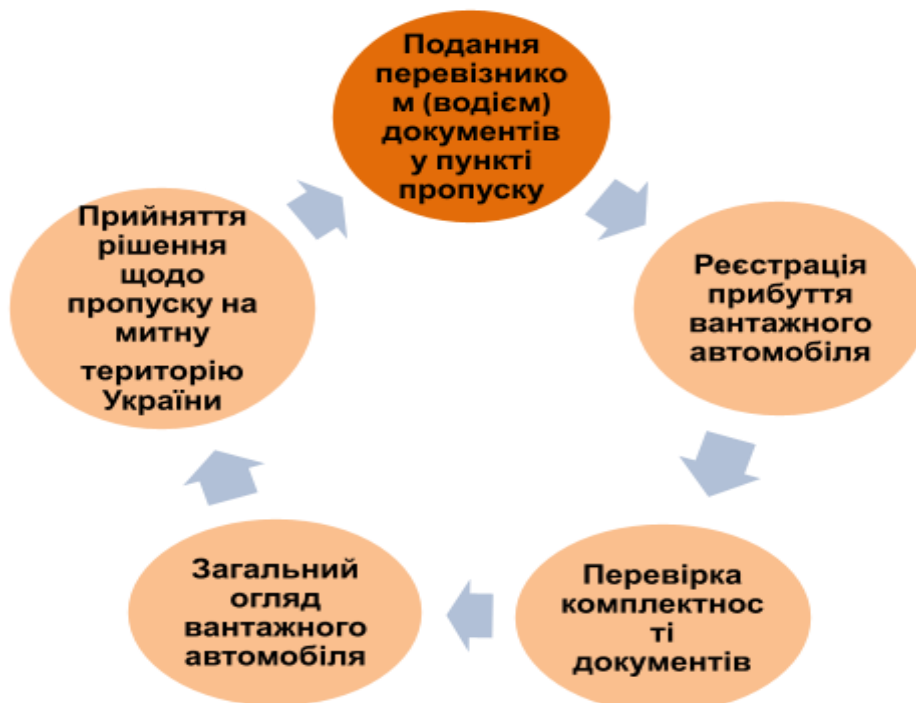 Подання
перевізнико
м (водієм)
документів
у пункті
пропуску
Реєстрація
прибуття
вантажного
автомобіля
Перевірка
комплектнос
ті
документів
Загальний
огляд
вантажного
автомобіля
Прийняття
рішення
щодо
пропуску на
митну
територію
України